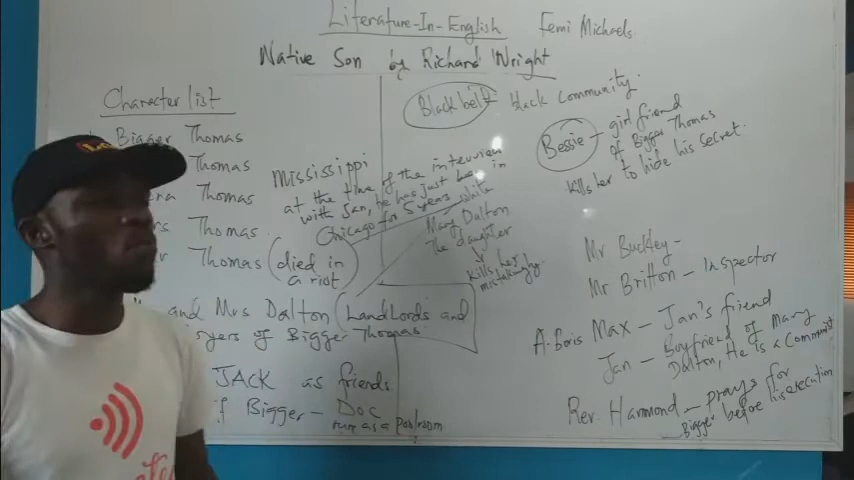 Literature-In-English Femi Michaels
Native Son by Richard Wright
Character list
Bigger Thomas
Thomas
Thomas
Thomas
Thomas (died in
a riot
and Mrs Dalton (LandLords and
of Bigger Thomas
JACK as friends
Bigger - Doc
runs as a poolroom
Mississippi
at the time of the interview
with Jan, he has just been in
Chicago for 5 years
white
Mary Dalton
The daughter
kills her
mistakingly.
Black belt - black community.
Bessie - girl friend
of Bigger Thomas
kills her to hide his secret.
Mr Buckley -
Mr Britton - Inspector
A. Boris Max - Jan's friend
Jan - Boyfriend of Mary
Dalton, He is a Communist
Rev. Hammond - prays for
Bigger before his execution